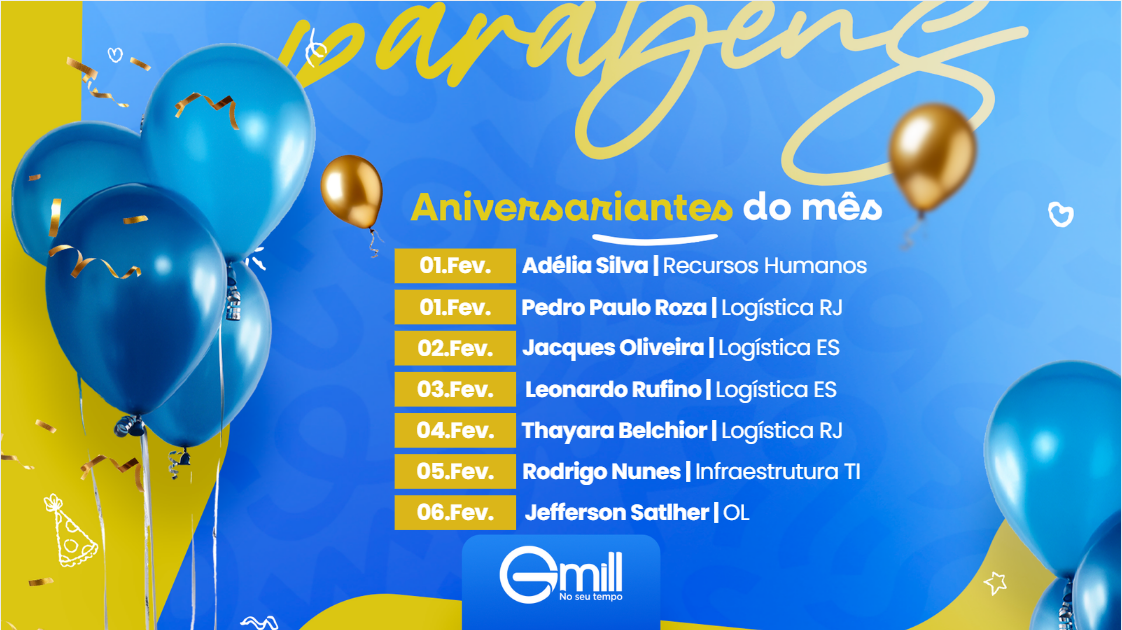 parabéns
Aniversariantes do mês
01.Fev. Adélia Silva | Recursos Humanos
01.Fev. Pedro Paulo Roza | Logística RJ
02.Fev. Jacques Oliveira | Logística ES
03.Fev. Leonardo Rufino | Logística ES
04.Fev. Thayara Belchior | Logística RJ
05.Fev. Rodrigo Nunes | Infraestrutura TI
06.Fev. Jefferson Satlher | OL
Gmill
No seu tempo